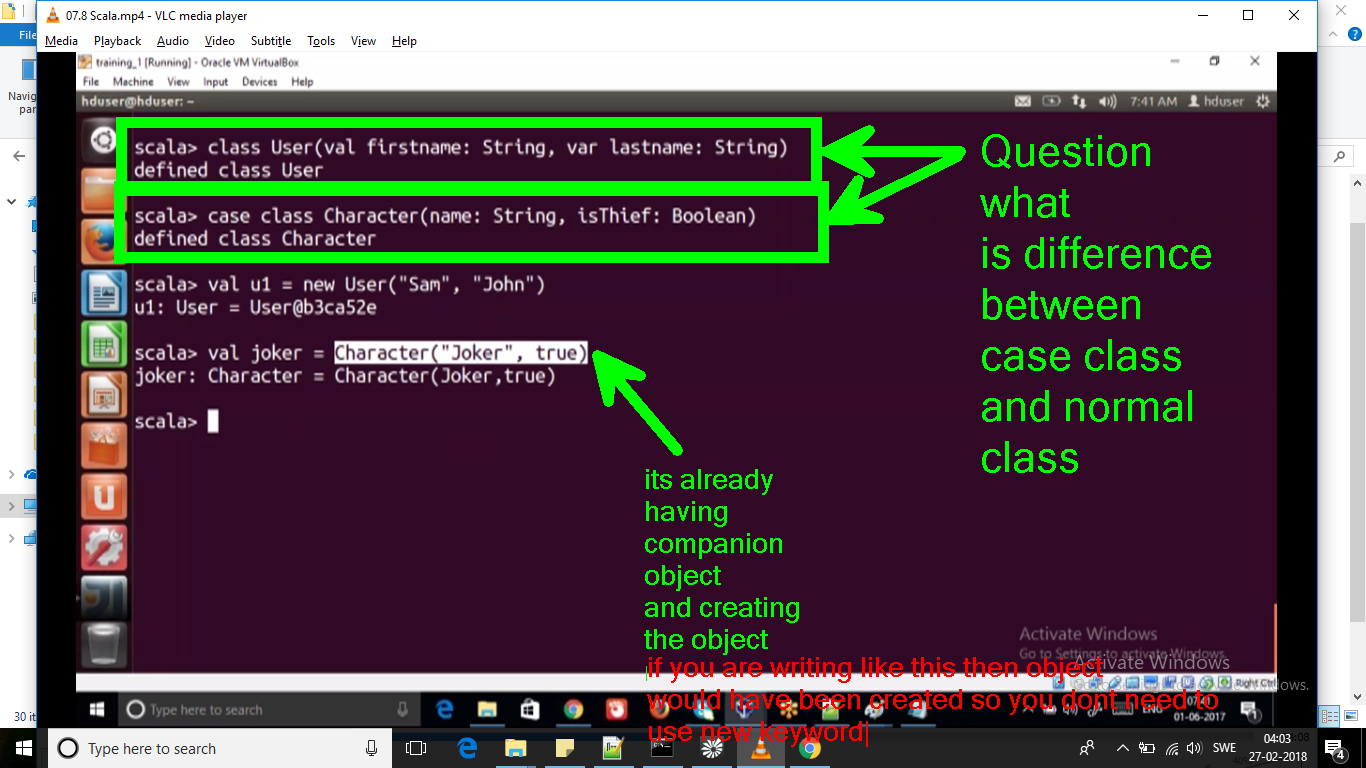 07.8 Scala.mp4 - VLC media player
File
Media Playback Audio Video Subtitle Tools View Help
training_1 [Running] - Oracle VM VirtualBox
File Machine View Input Devices Help
Navig
par
hduser@hduser: ~
7:41 AM hduser
scala> class User(val firstname: String, var lastname: String)
defined class User
scala> case class Character(name: String, isThief: Boolean)
defined class Character
scala> val u1 = new User("Sam", "John")
u1: User = User@b3ca52e
scala> val joker = Character("Joker", true)
joker: Character = Character(Joker,true)
scala>
Question
what
is difference
between
case class
and normal
class
its already
having
companion
object
and creating
the object
if you are writing like this then object
would have been created so you dont need to
use new keyword
Activate Windows
Go to Settings to activate Windows.
Activate Windows
Right Ctrl
30 it
Type here to search
ENG
01-06-2017
Type here to search
SWE
04:03
27-02-2018
4